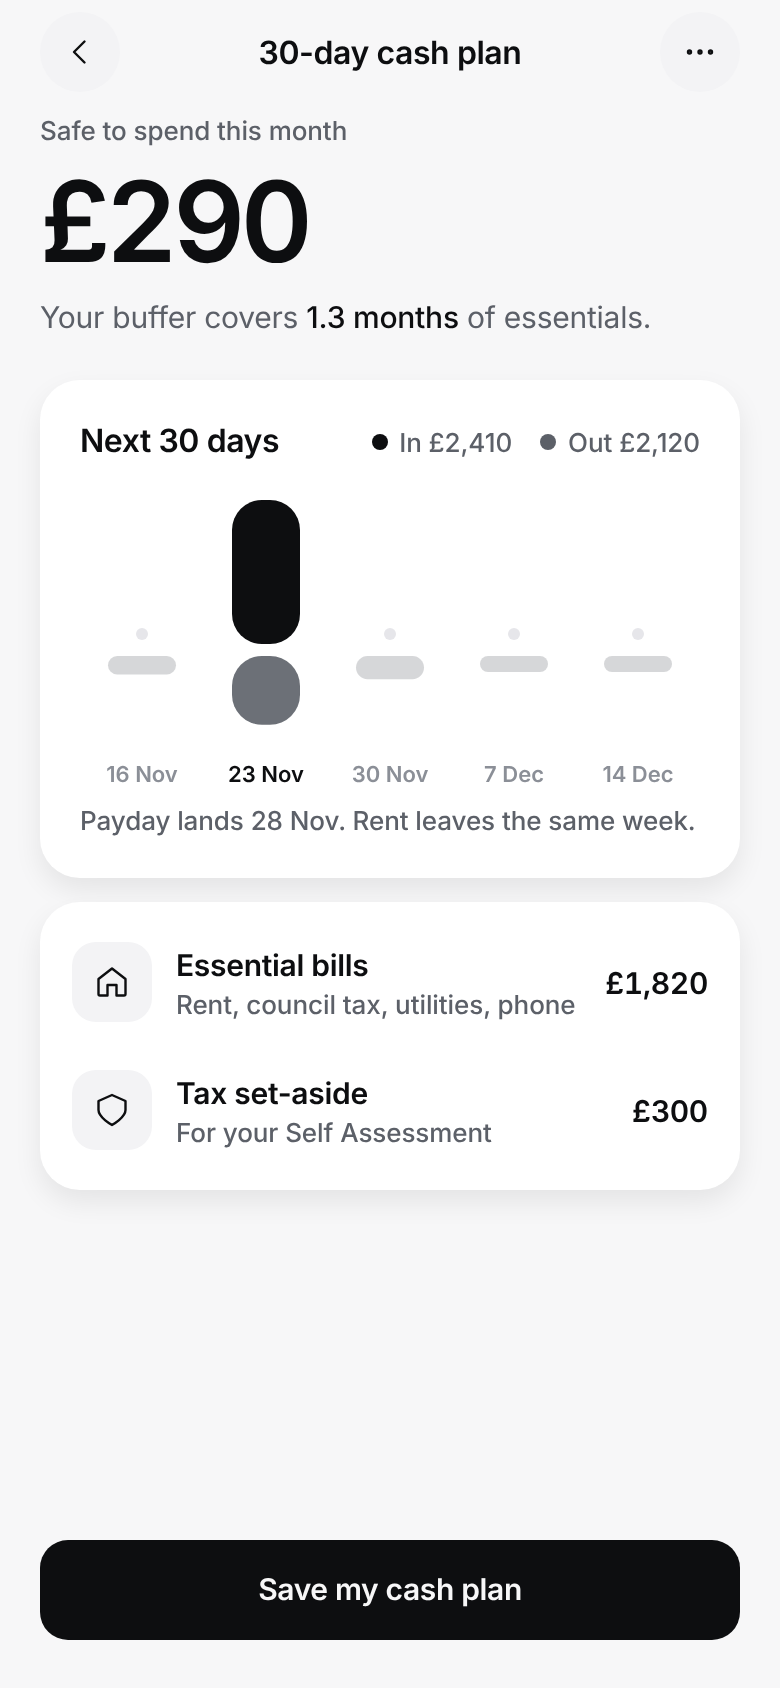 30-day cash plan
Safe to spend this month
£290
Your buffer covers 1.3 months of essentials.
Next 30 days
In £2,410
Out £2,120
16 Nov
23 Nov
30 Nov
7 Dec
14 Dec
Payday lands 28 Nov. Rent leaves the same week.
Essential bills
£1,820
Rent, council tax, utilities, phone
Tax set-aside
£300
For your Self Assessment
Save my cash plan